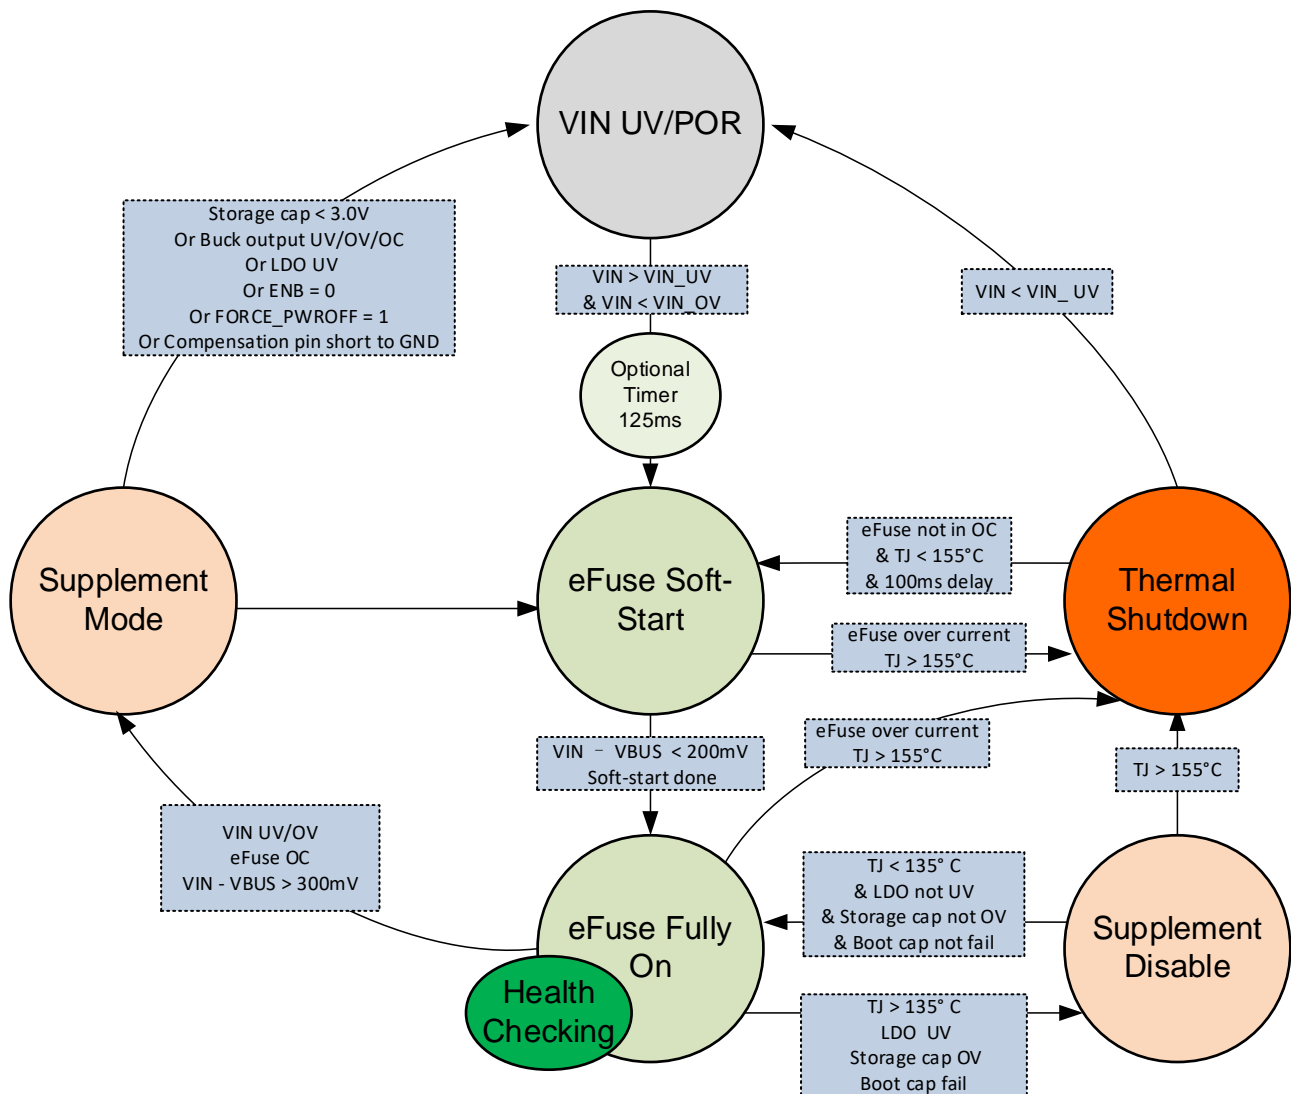 VIN UV/POR
Storage cap < 3.0V
Or Buck output UV/OV/OC
Or LDO UV
Or ENB = 0
Or FORCE_PWROFF = 1
Or Compensation pin short to GND
VIN > VIN_UV
& VIN < VIN_OV
VIN < VIN_ UV
Optional
Timer
125ms
Supplement
Mode
eFuse Soft-
Start
eFuse not in OC
& TJ < 155°C
& 100ms delay
eFuse over current
TJ > 155°C
Thermal
Shutdown
VIN – VBUS < 200mV
Soft-start done
eFuse over current
TJ > 155°C
TJ > 155°C
VIN UV/OV
eFuse OC
VIN - VBUS > 300mV
eFuse Fully
On
Health
Checking
TJ < 135° C
& LDO not UV
& Storage cap not OV
& Boot cap not fail
TJ > 135° C
LDO UV
Storage cap OV
Boot cap fail
Supplement
Disable